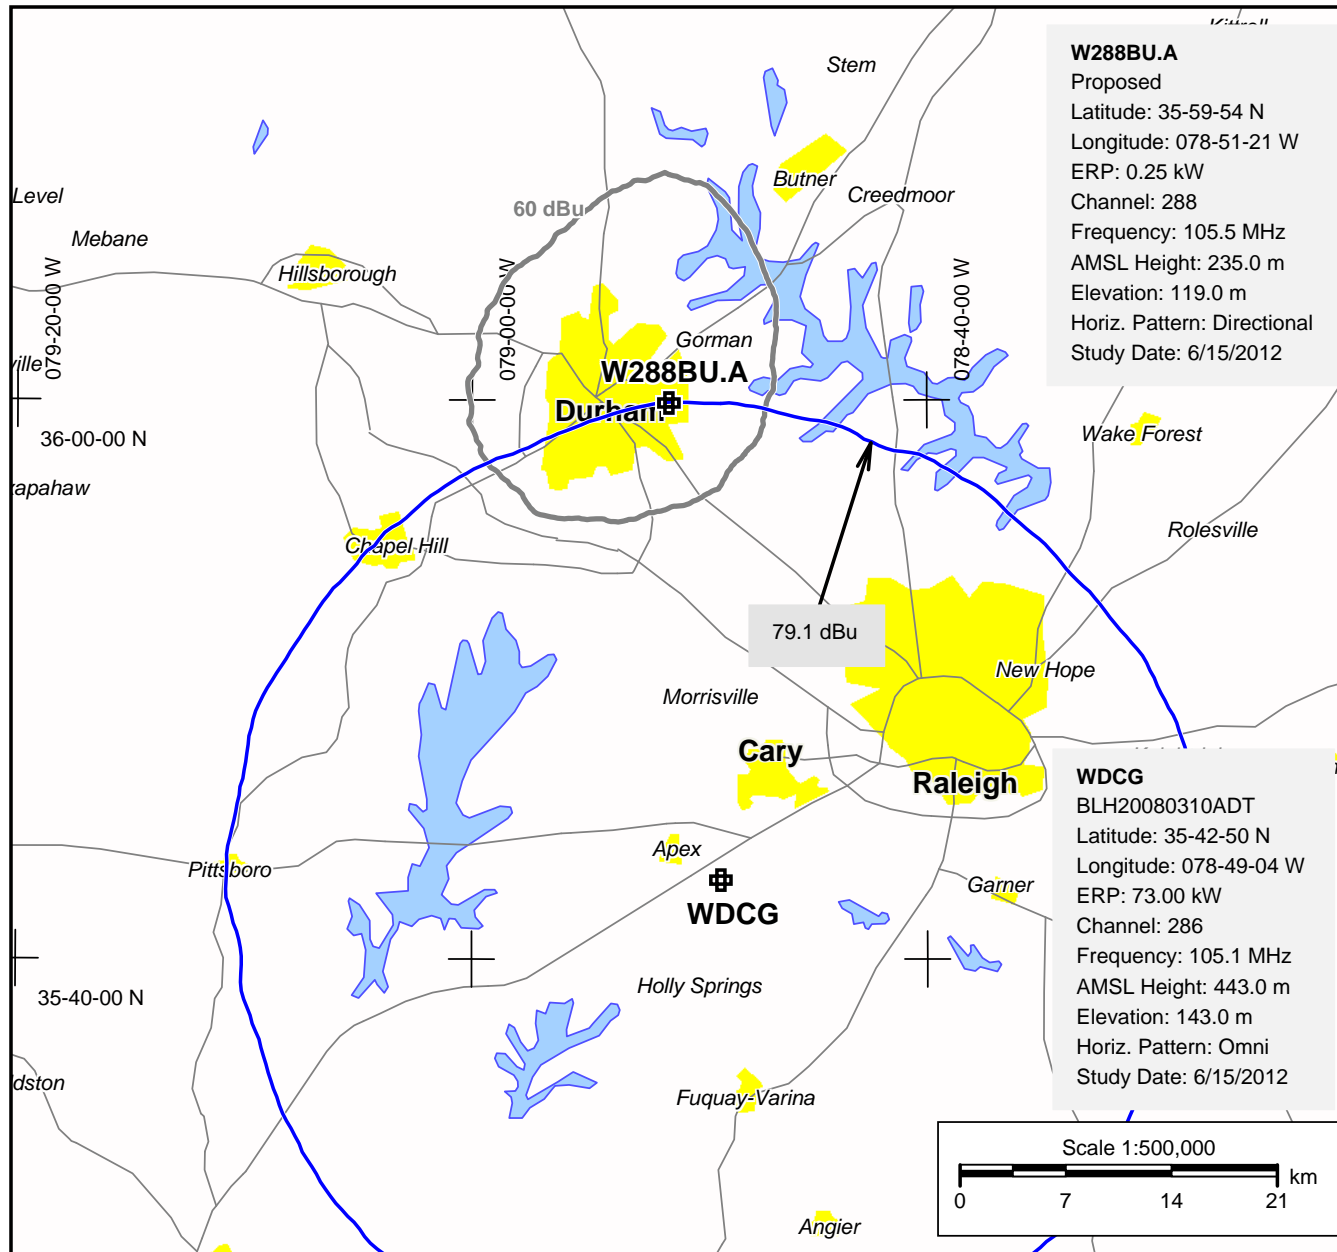 Stem
W288BU.A
Proposed
Latitude: 35-59-54 N
Longitude: 078-51-21 W
ERP: 0.25 kW
Channel: 288
Frequency: 105.5 MHz
AMSL Height: 235.0 m
Elevation: 119.0 m
Horiz. Pattern: Directional
Study Date: 6/15/2012
Butner
Creedmoor
Level
60 dBu
Mebane
Hillsborough
079-20-00 W
079-00-00 W
078-40-00 W
Gorman
ville
W288BU.A
Durham
36-00-00 N
Wake Forest
apahaw
Rolesville
Chapel Hill
79.1 dBu
New Hope
Morrisville
Cary
Raleigh
WDCG
BLH20080310ADT
Latitude: 35-42-50 N
Longitude: 078-49-04 W
ERP: 73.00 kW
Channel: 286
Frequency: 105.1 MHz
AMSL Height: 443.0 m
Elevation: 143.0 m
Horiz. Pattern: Omni
Study Date: 6/15/2012
Apex
Pittsboro
Garner
WDCG
35-40-00 N
Holly Springs
dston
Fuquay-Varina
Scale 1:500,000
km
0 7 14 21
Angier